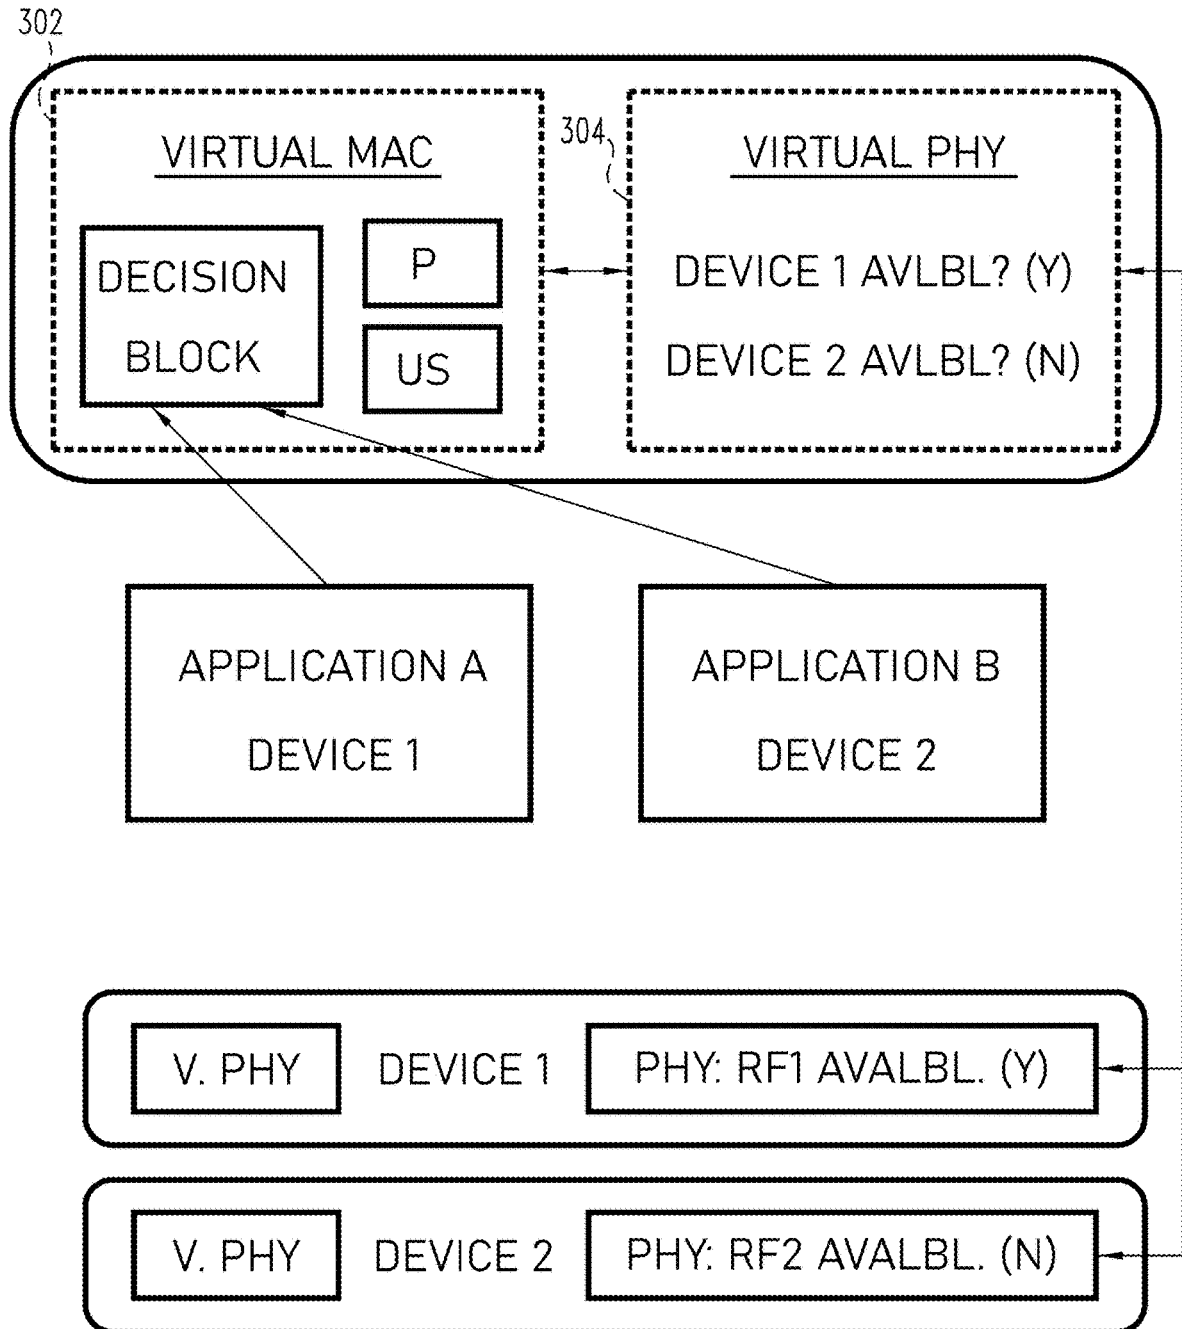 302
VIRTUAL MAC
304
VIRTUAL PHY
DECISION
BLOCK
P
US
DEVICE 1 AVLBL? (Y)
DEVICE 2 AVLBL? (N)
APPLICATION A
DEVICE 1
APPLICATION B
DEVICE 2
V. PHY
DEVICE 1
PHY: RF1 AVALBL. (Y)
V. PHY
DEVICE 2
PHY: RF2 AVALBL. (N)